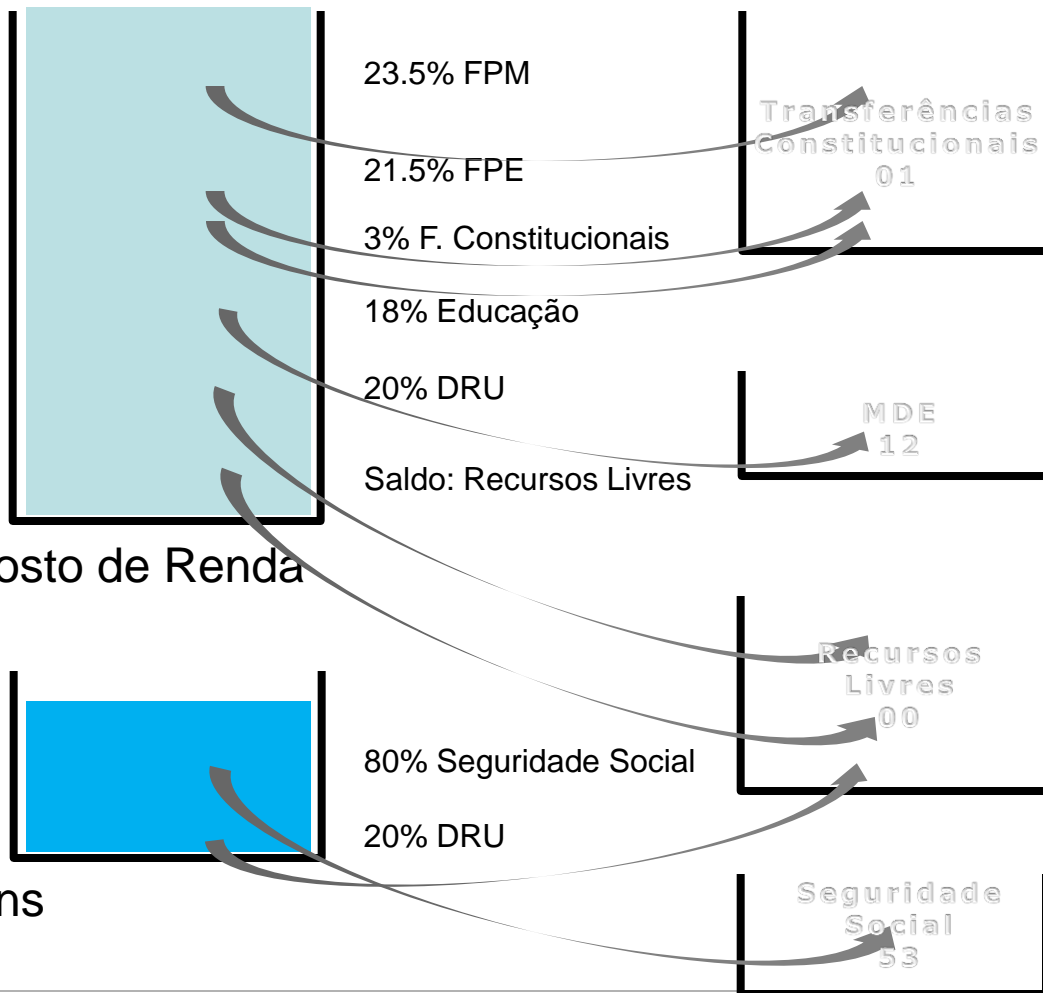 23.5% FPM
Transferências
Constitucionais
01
21.5% FPE
3% F. Constitucionais
18% Educação
20% DRU
MDE
12
Saldo: Recursos Livres
osto de Renda
Recursos
Livres
00
80% Seguridade Social
20% DRU
ns
Seguridade
Social
53